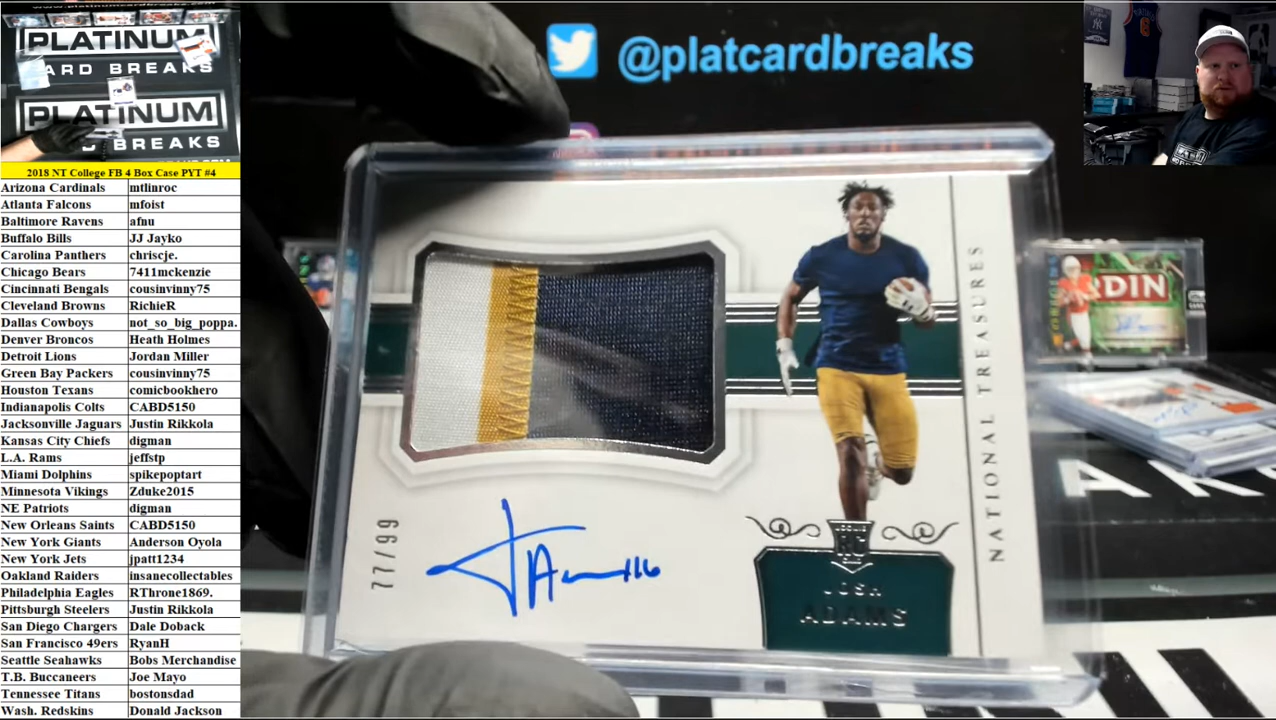 PLATINUM
ARD BREAKS
PLATINUM
BREAKS
@platcardbreaks
2018 NT College FB 4 Box Case PYT #4
Arizona Cardinals mtlinroc
Atlanta Falcons mfoist
Baltimore Ravens afnu
Buffalo Bills JJ Jayko
Carolina Panthers chriscje.
Chicago Bears 7411mckenzie
Cincinnati Bengals cousinvinny75
Cleveland Browns RichieR
Dallas Cowboys not_so_big_poppa.
Denver Broncos Heath Holmes
Detroit Lions Jordan Miller
Green Bay Packers cousinvinny75
Houston Texans comicbookhero
Indianapolis Colts CABD5150
Jacksonville Jaguars Justin Rikkola
Kansas City Chiefs digman
L.A. Rams jeffstp
Miami Dolphins spikepoptart
Minnesota Vikings Zduke2015
NE Patriots digman
New Orleans Saints CABD5150
New York Giants Anderson Oyola
New York Jets jpatt1234
Oakland Raiders insanecollectables
Philadelphia Eagles RThrone1869.
Pittsburgh Steelers Justin Rikkola
San Diego Chargers Dale Doback
San Francisco 49ers RyanH
Seattle Seahawks Bobs Merchandise
T.B. Buccaneers Joe Mayo
Tennessee Titans bostonsdad
Wash. Redskins Donald Jackson
NATIONAL TREASURES
77/99
RC
JOSH
ADAMS
DIN